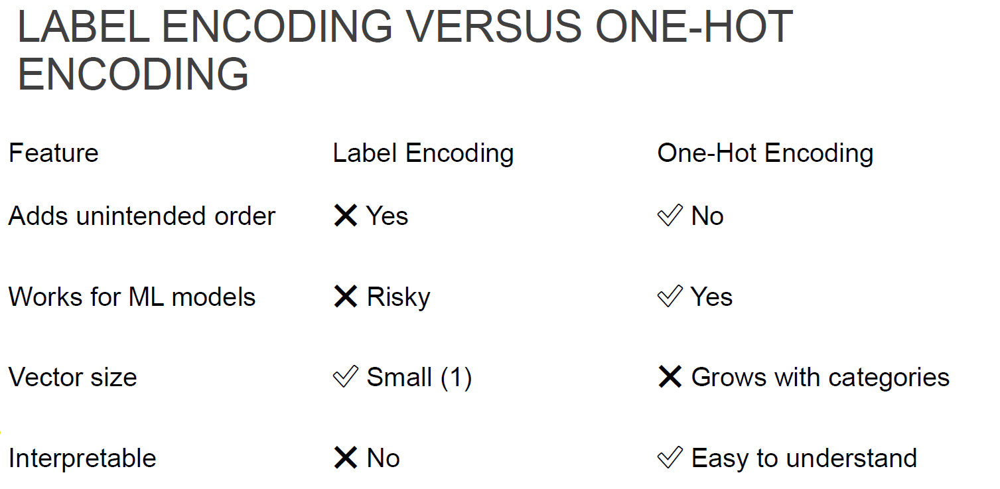 LABEL ENCODING VERSUS ONE-HOT
ENCODING
Feature Label Encoding One-Hot Encoding
Adds unintended order ❌ Yes ✅ No
Works for ML models ❌ Risky ✅ Yes
Vector size ✅ Small (1) ❌ Grows with categories
Interpretable ❌ No ✅ Easy to understand